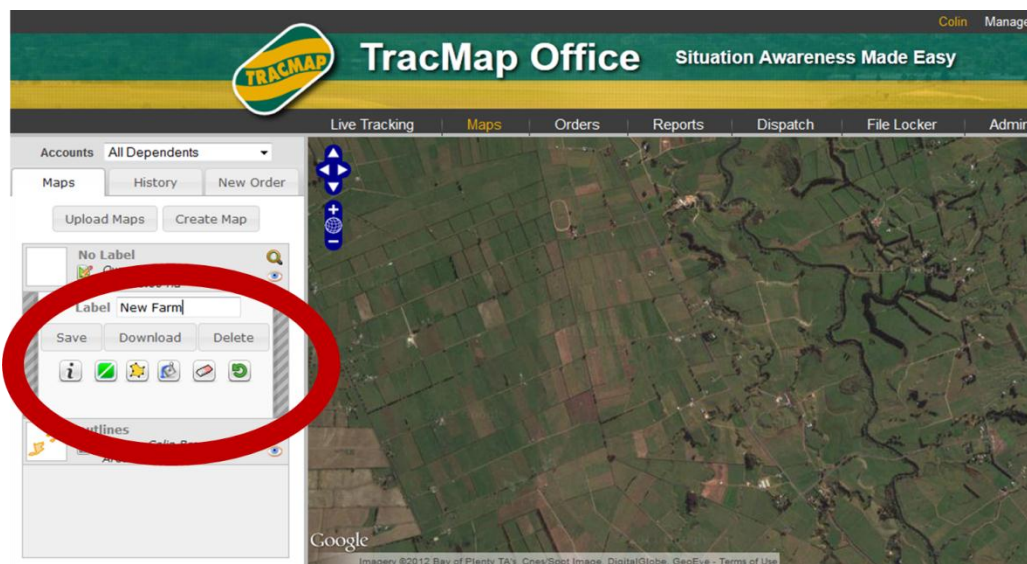 Colin Manage
TRACMAP
TracMap Office Situation Awareness Made Easy
Live Tracking Maps Orders Reports Dispatch File Locker Admin
Accounts All Dependents
Maps History New Order
Upload Maps Create Map
No Label
Label New Farm
Save Download Delete
i
Google
Imagery ©2012 Bay of Plenty TA's, Cnes/Spot Image, DigitalGlobe, GeoEye - Terms of Use